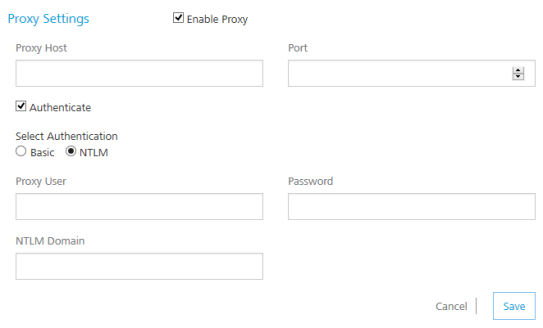 Proxy Settings Enable Proxy
Proxy Host Port
Authenticate
Select Authentication
Basic NTLM
Proxy User Password
NTLM Domain
Cancel Save